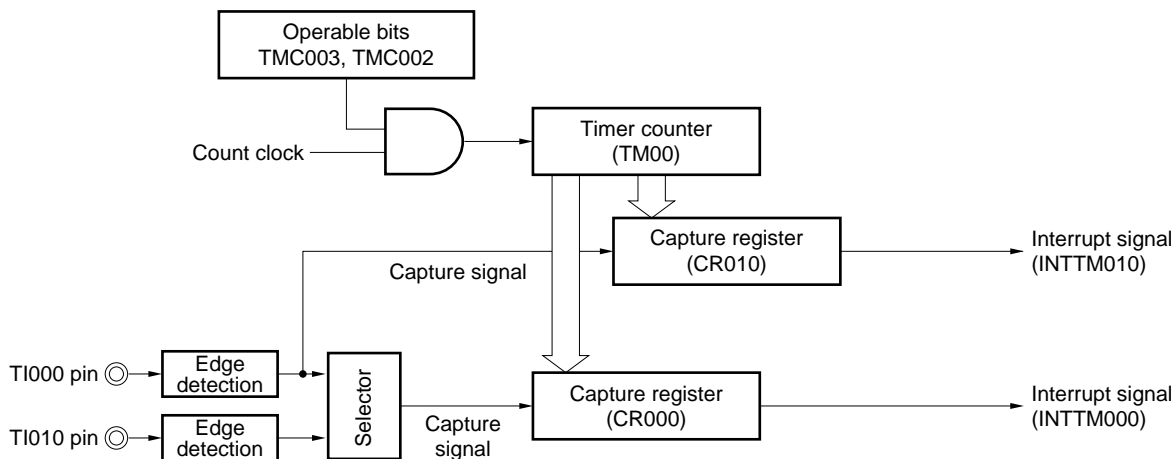 Operable bits
TMC003, TMC002
Count clock
Timer counter
(TM00)
Capture register
(CR010)
Interrupt signal
(INTTM010)
Capture signal
TI000 pin
Edge
detection
Selector
Capture register
(CR000)
Interrupt signal
(INTTM000)
TI010 pin
Edge
detection
Capture
signal